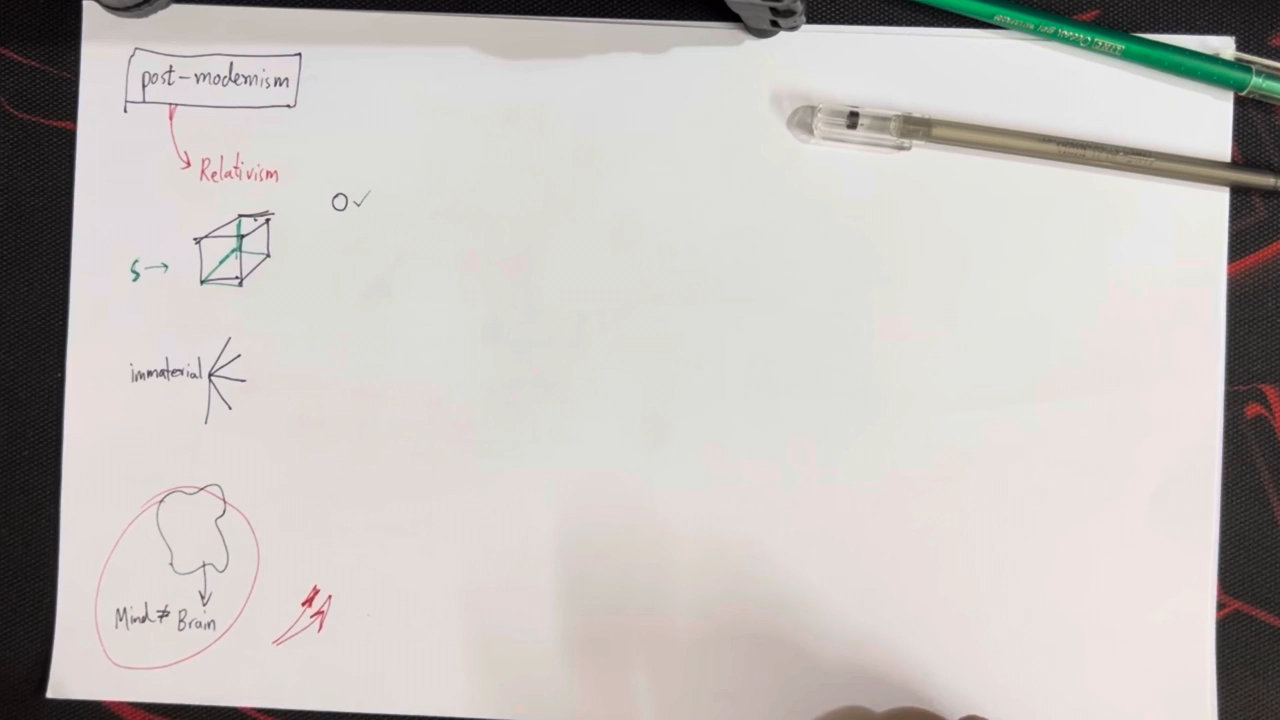 post-modernism
Relativism
O✓
S →
immaterial
Mind ≠ Brain